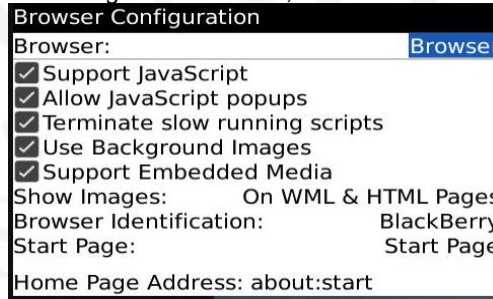 Browser Configuration
Browser: Browse
Support JavaScript
Allow JavaScript popups
Terminate slow running scripts
Use Background Images
Support Embedded Media
Show Images: On WML & HTML Pages
Browser Identification: BlackBerry
Start Page: Start Page
Home Page Address: about:start